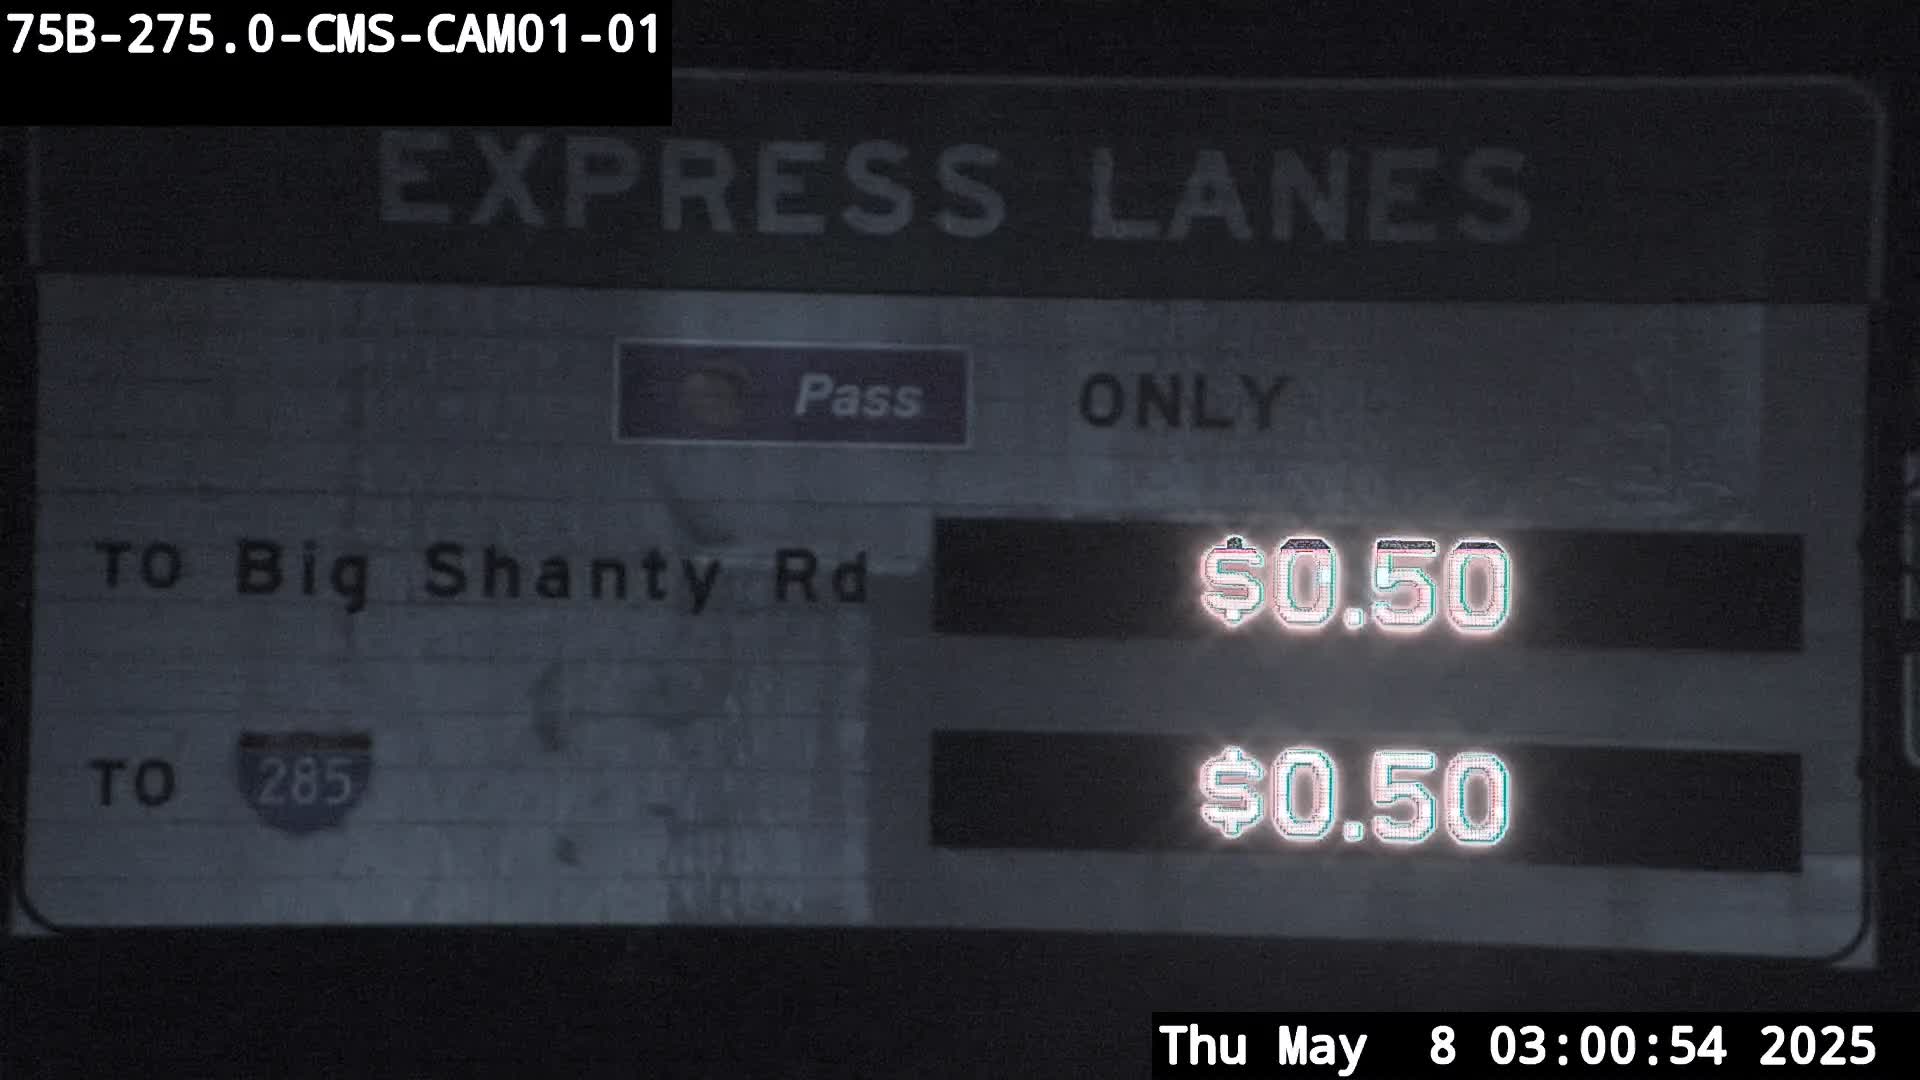 75B-275.0-CMS-CAM01-01
EXPRESS LANES
Pass ONLY
TO Big Shanty Rd $0.50
TO 285 $0.50
Thu May 8 03:00:54 2025